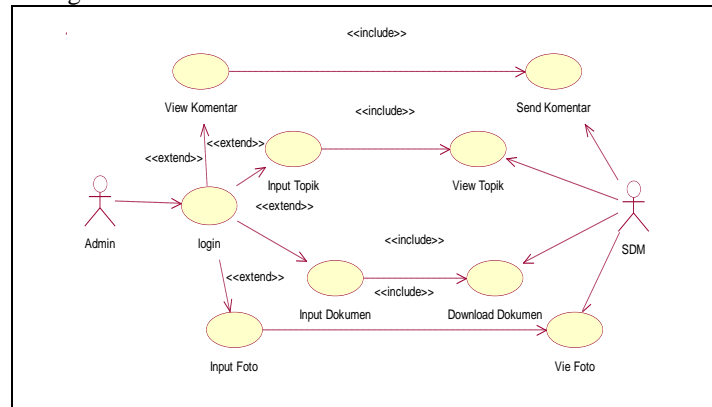 <<include>>
View Komentar
Send Komentar
<<include>>
<<extend>>
<<extend>>
Input Topik
View Topik
<<extend>>
Admin
login
SDM
<<include>>
<<extend>>
<<include>>
Input Dokumen
Download Dokumen
Input Foto
Vie Foto